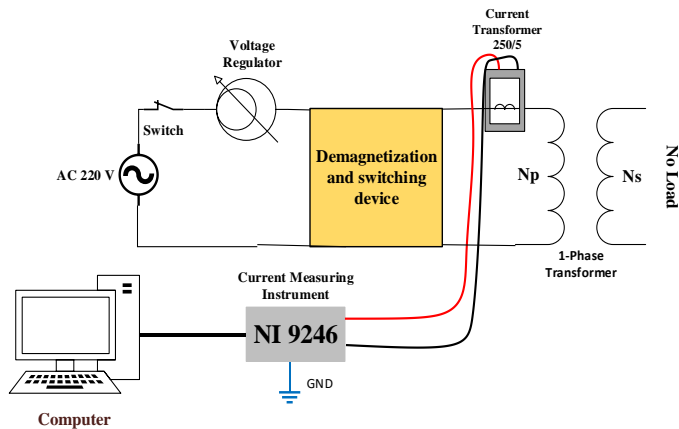 Current
Transformer
250/5
Voltage
Regulator
Switch
AC 220 V
Demagnetization
and switching
device
Np
Ns
No Load
1-Phase
Transformer
Current Measuring
Instrument
NI 9246
GND
Computer